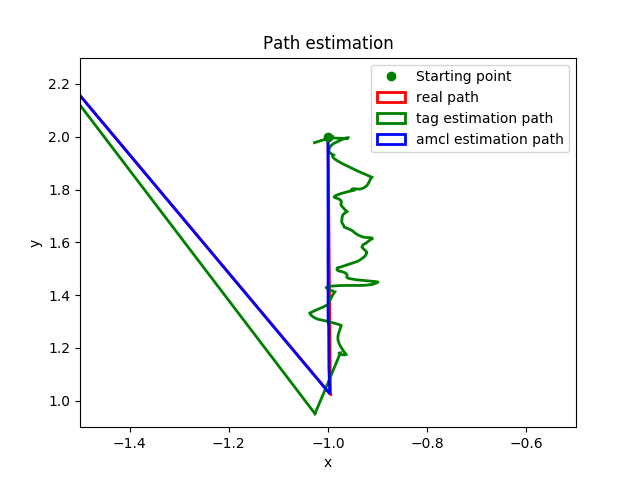 Path estimation
Starting point
real path
tag estimation path
amcl estimation path
2.2
2.0
1.8
1.6
1.4
1.2
1.0
y
−1.4
−1.2
−1.0
−0.8
−0.6
x